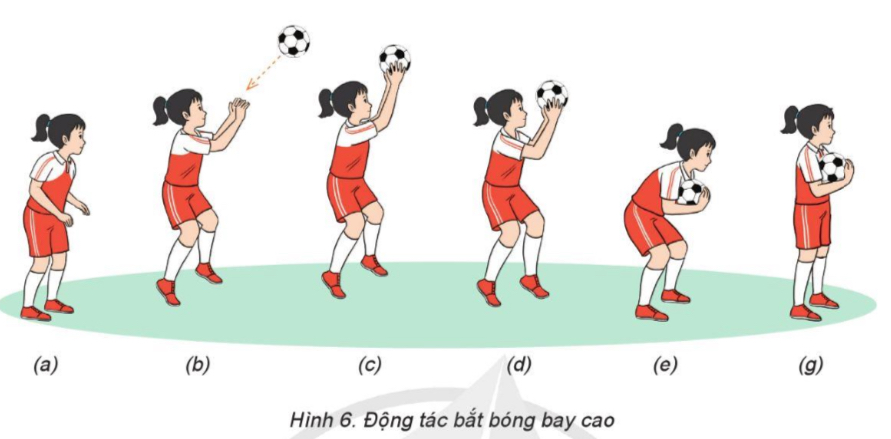 (a) (b) (c) (d) (e) (g)
Hình 6. Động tác bắt bóng bay cao